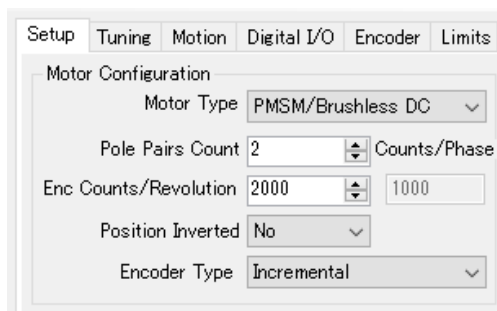 Setup Tuning Motion Digital I/O Encoder Limits
Motor Configuration
Motor Type PMSM/Brushless DC
Pole Pairs Count 2 Counts/Phase
Enc Counts/Revolution 2000 1000
Position Inverted No
Encoder Type Incremental